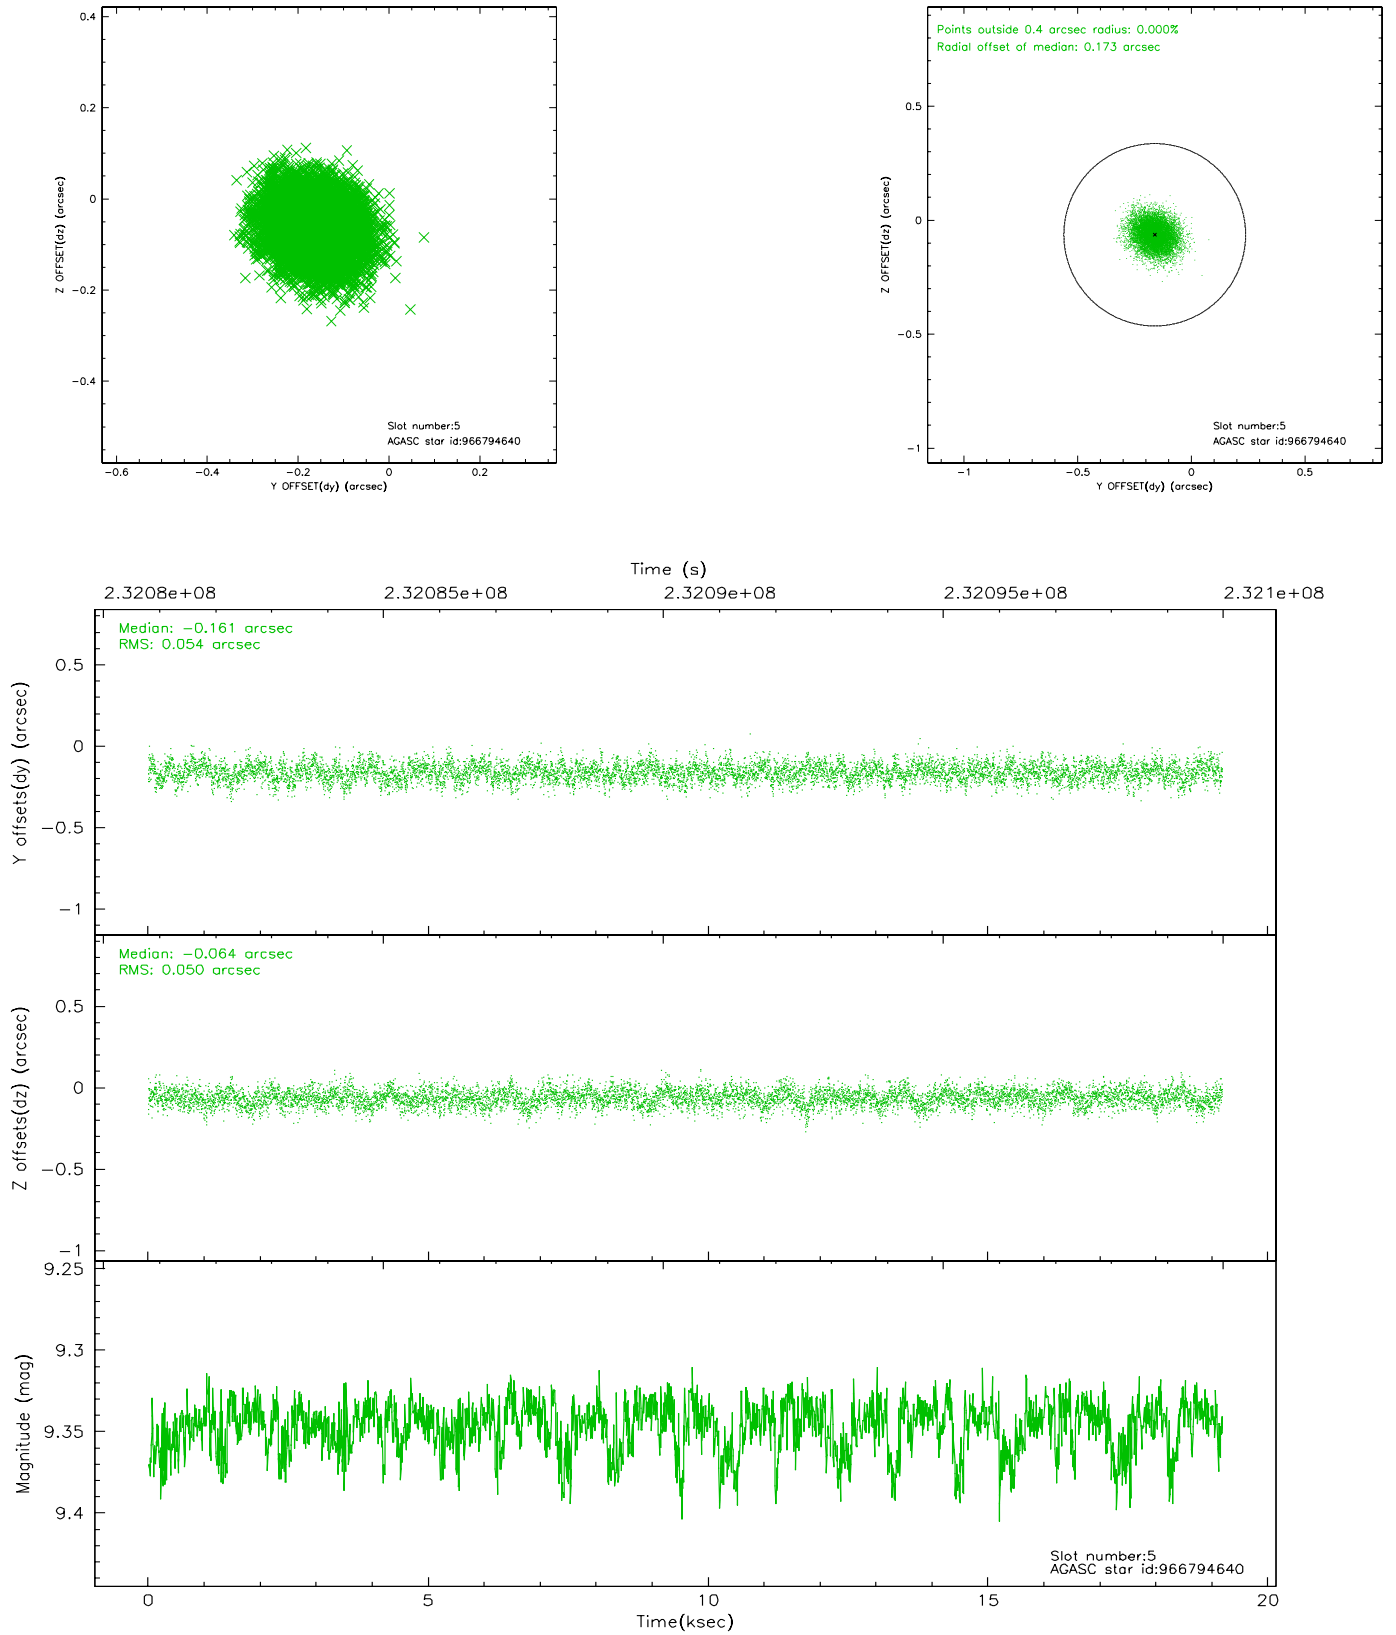 0.4
0.2
0
−0.2
−0.4
Z OFFSET(dz) (arcsec)
Slot number:5
AGASC star id:966794640
−0.6 −0.4 −0.2 0 0.2
Y OFFSET(dy) (arcsec)
Points outside 0.4 arcsec radius: 0.000%
Radial offset of median: 0.173 arcsec
0.5
0
−0.5
−1
Z OFFSET(dz) (arcsec)
Slot number:5
AGASC star id:966794640
−1 −0.5 0 0.5
Y OFFSET(dy) (arcsec)
Time (s)
2.3208e+08 2.32085e+08 2.3209e+08 2.32095e+08 2.321e+08
Median: −0.161 arcsec
RMS: 0.054 arcsec
0.5
0
−0.5
−1
Y offsets(dy) (arcsec)
Median: −0.064 arcsec
RMS: 0.050 arcsec
0.5
0
−0.5
−1
Z offsets(dz) (arcsec)
9.25
9.3
9.35
9.4
Magnitude (mag)
Slot number:5
AGASC star id:966794640
0 5 10 15 20
Time(ksec)